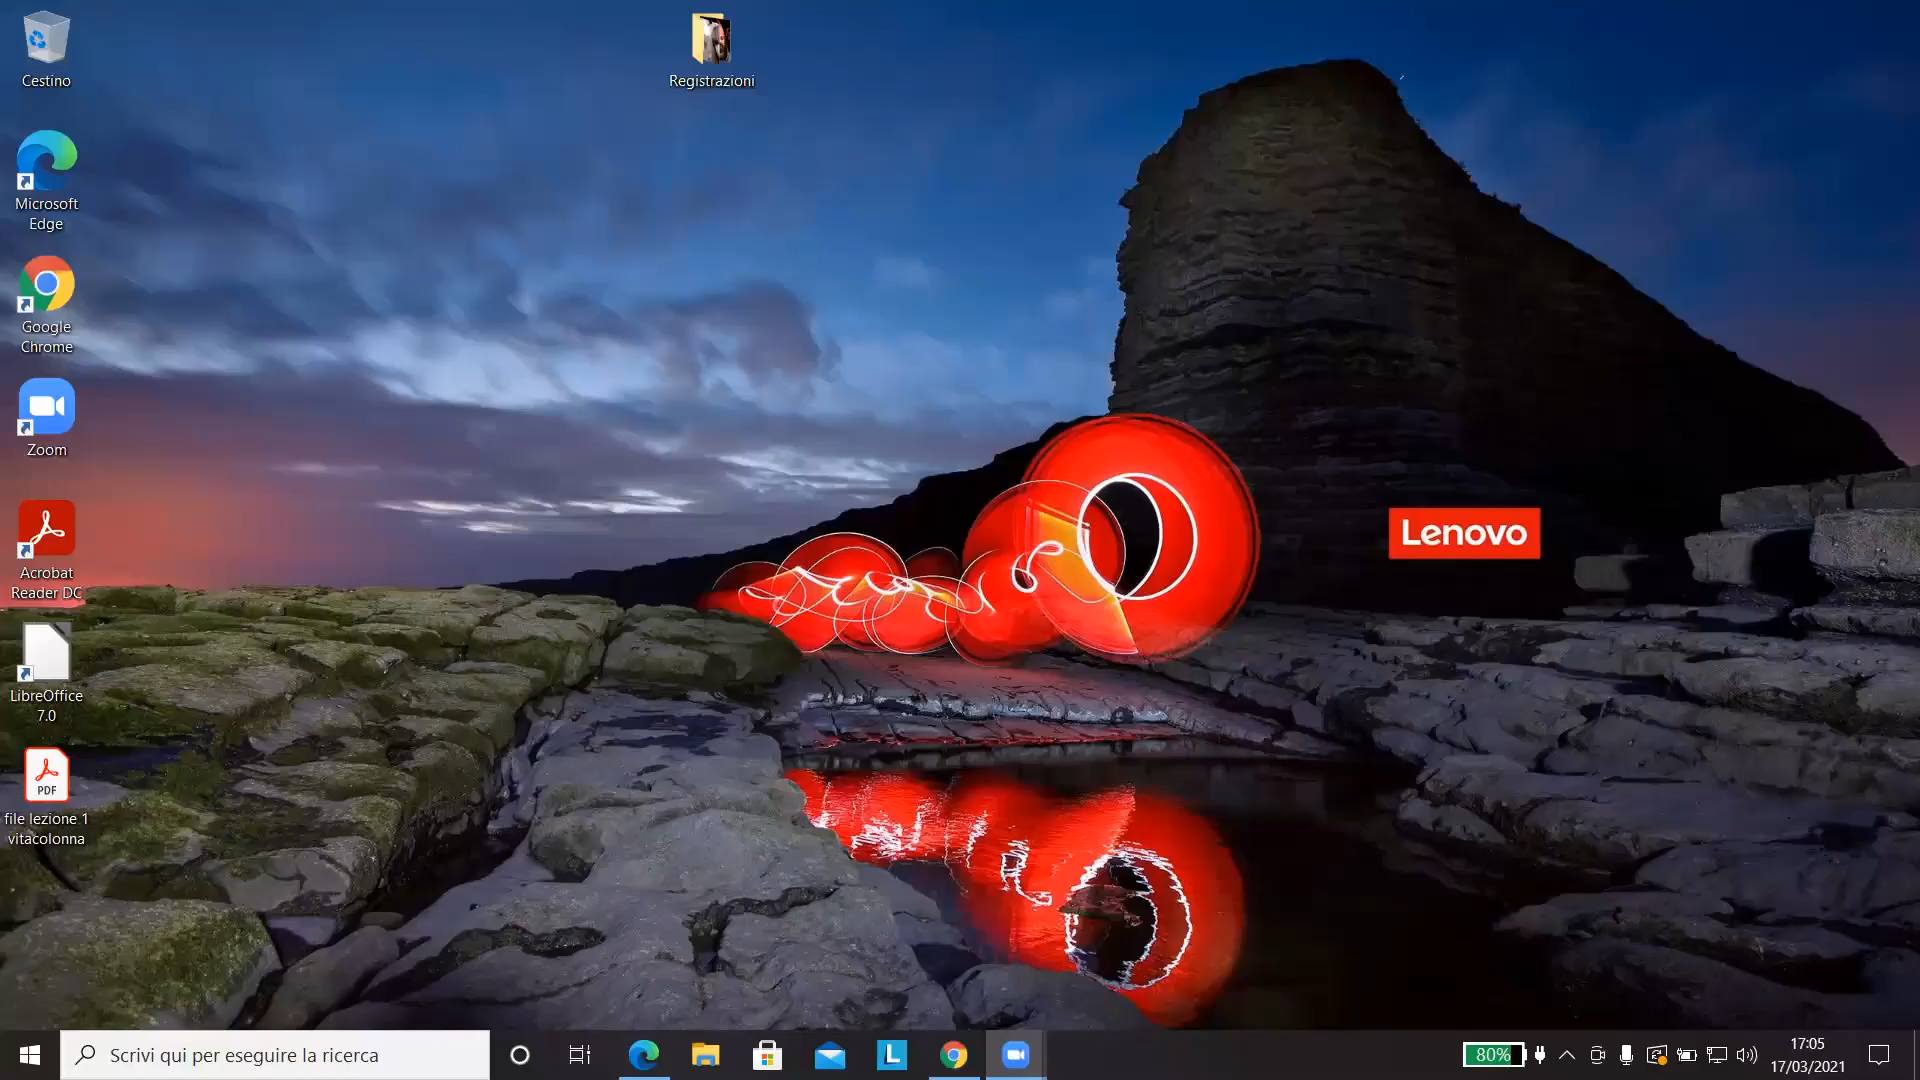 Cestino
Registrazioni
Microsoft
Edge
Google
Chrome
Zoom
Acrobat
Reader DC
LibreOffice
7.0
PDF
file lezione 1
vitacolonna
Lenovo
Scrivi qui per eseguire la ricerca
L
80%
17:05
17/03/2021